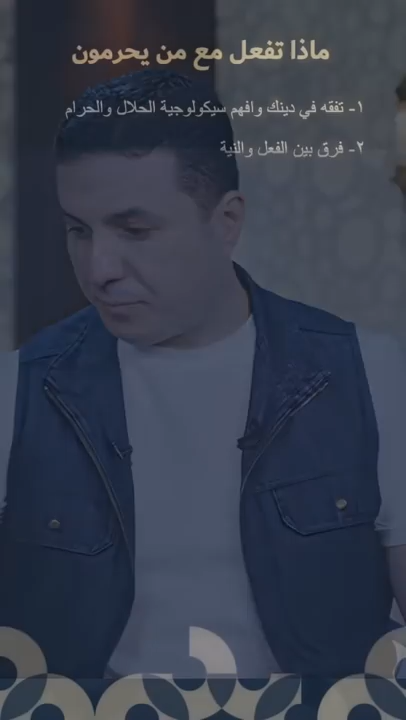 ماذا تفعل مع من يحرمون
١- تفقه في دينك وافهم سيكولوجية الحلال والحرام
٢- فرق بين الفعل والنية